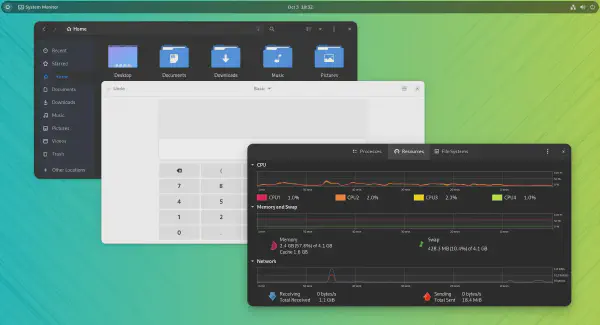 System Monitor
Oct 3 18:52
Home
Recent
Starred
Home
Documents
Downloads
Music
Pictures
Videos
Trash
Other Locations
Desktop
Documents
Downloads
Music
Pictures
Undo
Basic
(
7
8
4
5
1
2
0
.
Processes
Resources
File Systems
CPU
CPU1 1.0%
CPU2 2.0%
CPU3 2.3%
CPU4 1.0%
Memory and Swap
Memory
2.4 GB (57.8%) of 4.1 GB
Cache 1.8 GB
Swap
428.3 MB (10.4%) of 4.1 GB
Network
Receiving 0 bytes/s
Total Received 1.1 GiB
Sending 0 bytes/s
Total Sent 18.4 MiB